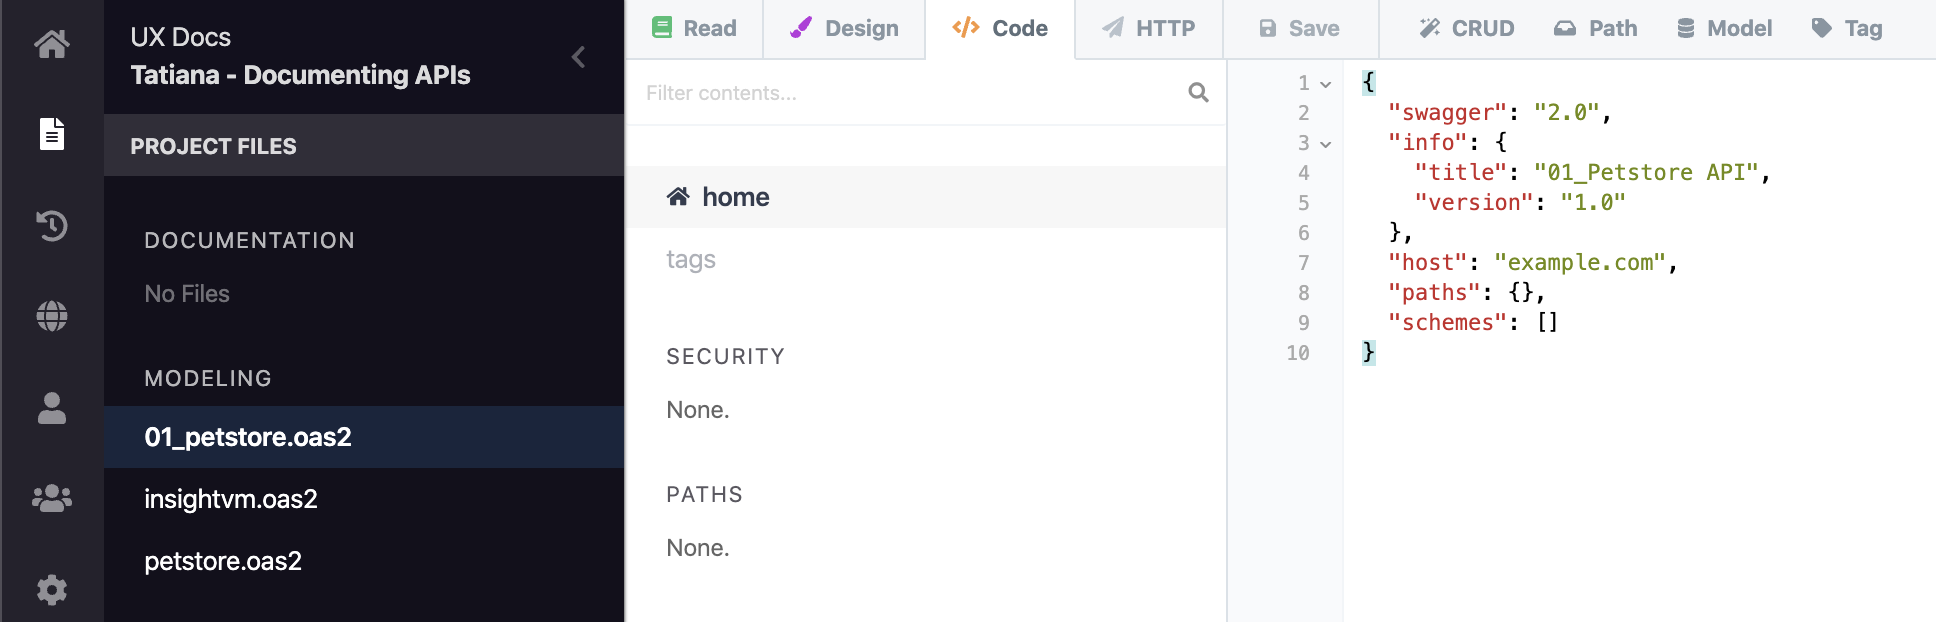 UX Docs
Tatiana - Documenting APIs
PROJECT FILES
DOCUMENTATION
No Files
MODELING
01_petstore.oas2
insightvm.oas2
petstore.oas2
Read Design Code HTTP Save CRUD Path Model Tag
Filter contents...
home
tags
SECURITY
None.
PATHS
None.
1 {
2 "swagger": "2.0",
3 "info": {
4 "title": "01_Petstore API",
5 "version": "1.0"
6 },
7 "host": "example.com",
8 "paths": {},
9 "schemes": []
10 }